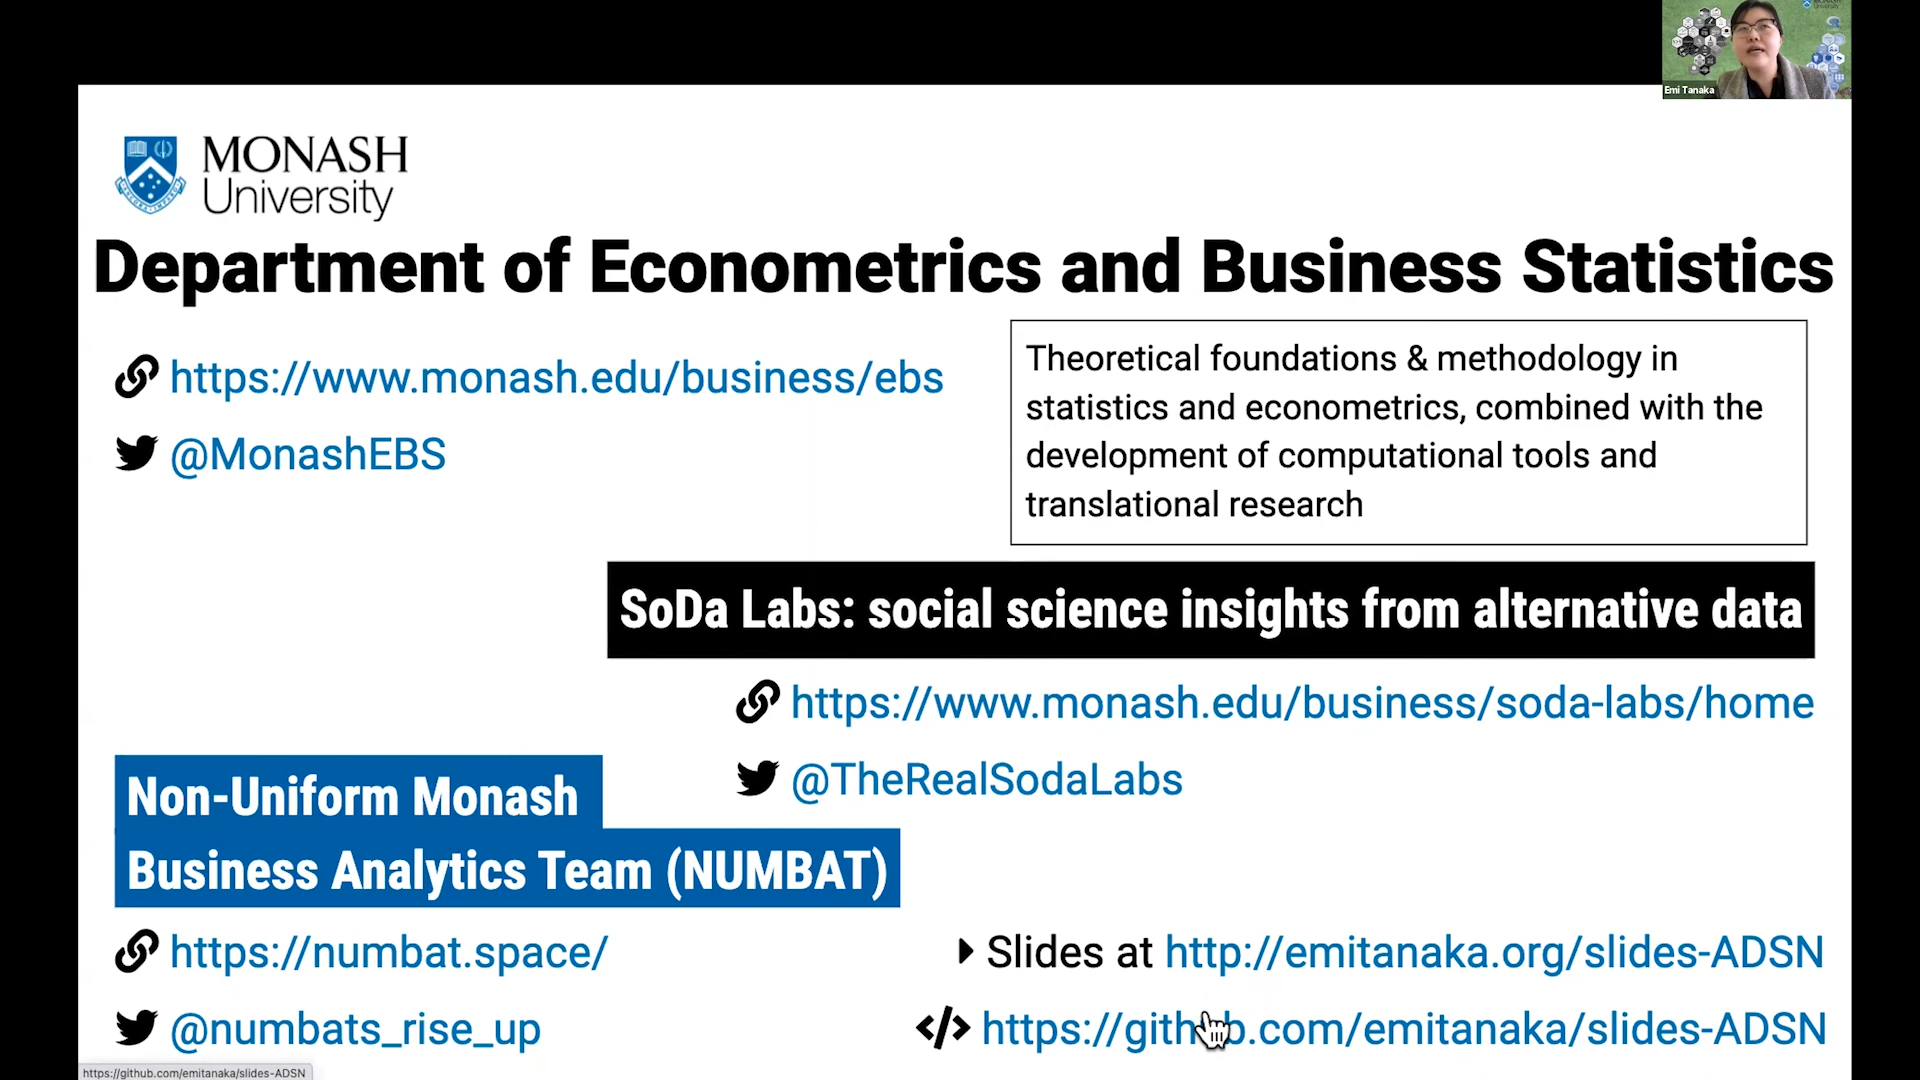 Emi Tanaka
MONASH
University
Department of Econometrics and Business Statistics
https://www.monash.edu/business/ebs
@MonashEBS
Theoretical foundations & methodology in
statistics and econometrics, combined with the
development of computational tools and
translational research
SoDa Labs: social science insights from alternative data
https://www.monash.edu/business/soda-labs/home
@TheRealSodaLabs
Non-Uniform Monash
Business Analytics Team (NUMBAT)
https://numbat.space/
@numbats_rise_up
Slides at http://emitanaka.org/slides-ADSN
https://github.com/emitanaka/slides-ADSN
https://github.com/emitanaka/slides-ADSN